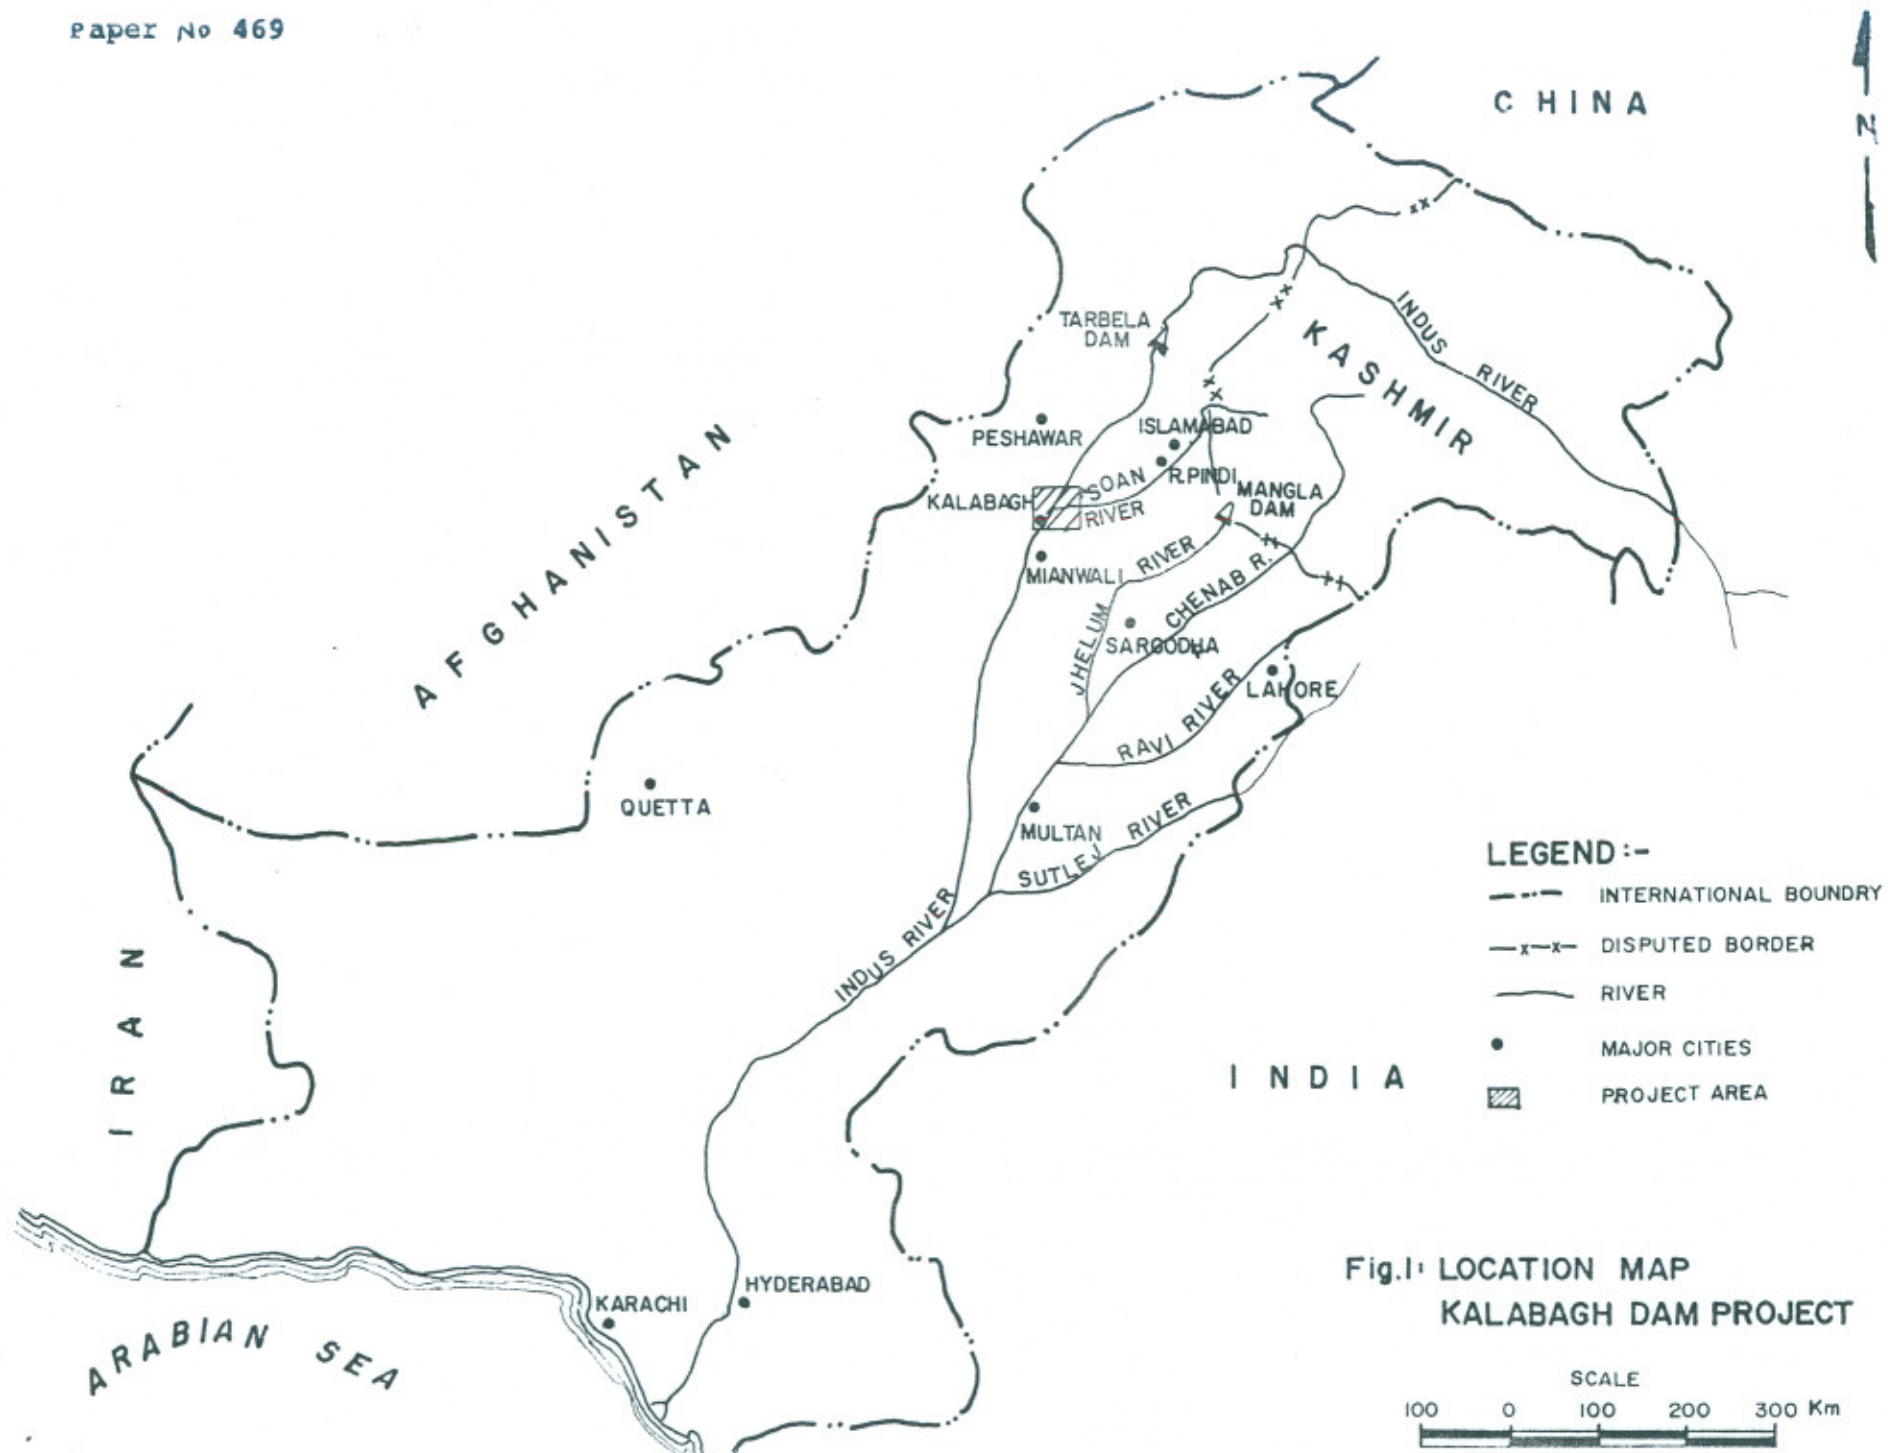 Paper No 469
CHINA
N
TARBELA
DAM
INDUS RIVER
KASHMIR
PESHAWAR
ISLAMABAD
R.PINDI
KALABAGH
SOAN
RIVER
MANGLA
DAM
AFGHANISTAN
MIANWALI
JHELUM RIVER
CHENAB R.
SARGODHA
LAHORE
RAVI RIVER
QUETTA
MULTAN
SUTLEJ RIVER
INDUS RIVER
IRAN
INDIA
HYDERABAD
KARACHI
ARABIAN SEA
LEGEND:-
INTERNATIONAL BOUNDRY
DISPUTED BORDER
RIVER
MAJOR CITIES
PROJECT AREA
Fig.1: LOCATION MAP
KALABAGH DAM PROJECT
SCALE
100 0 100 200 300 Km